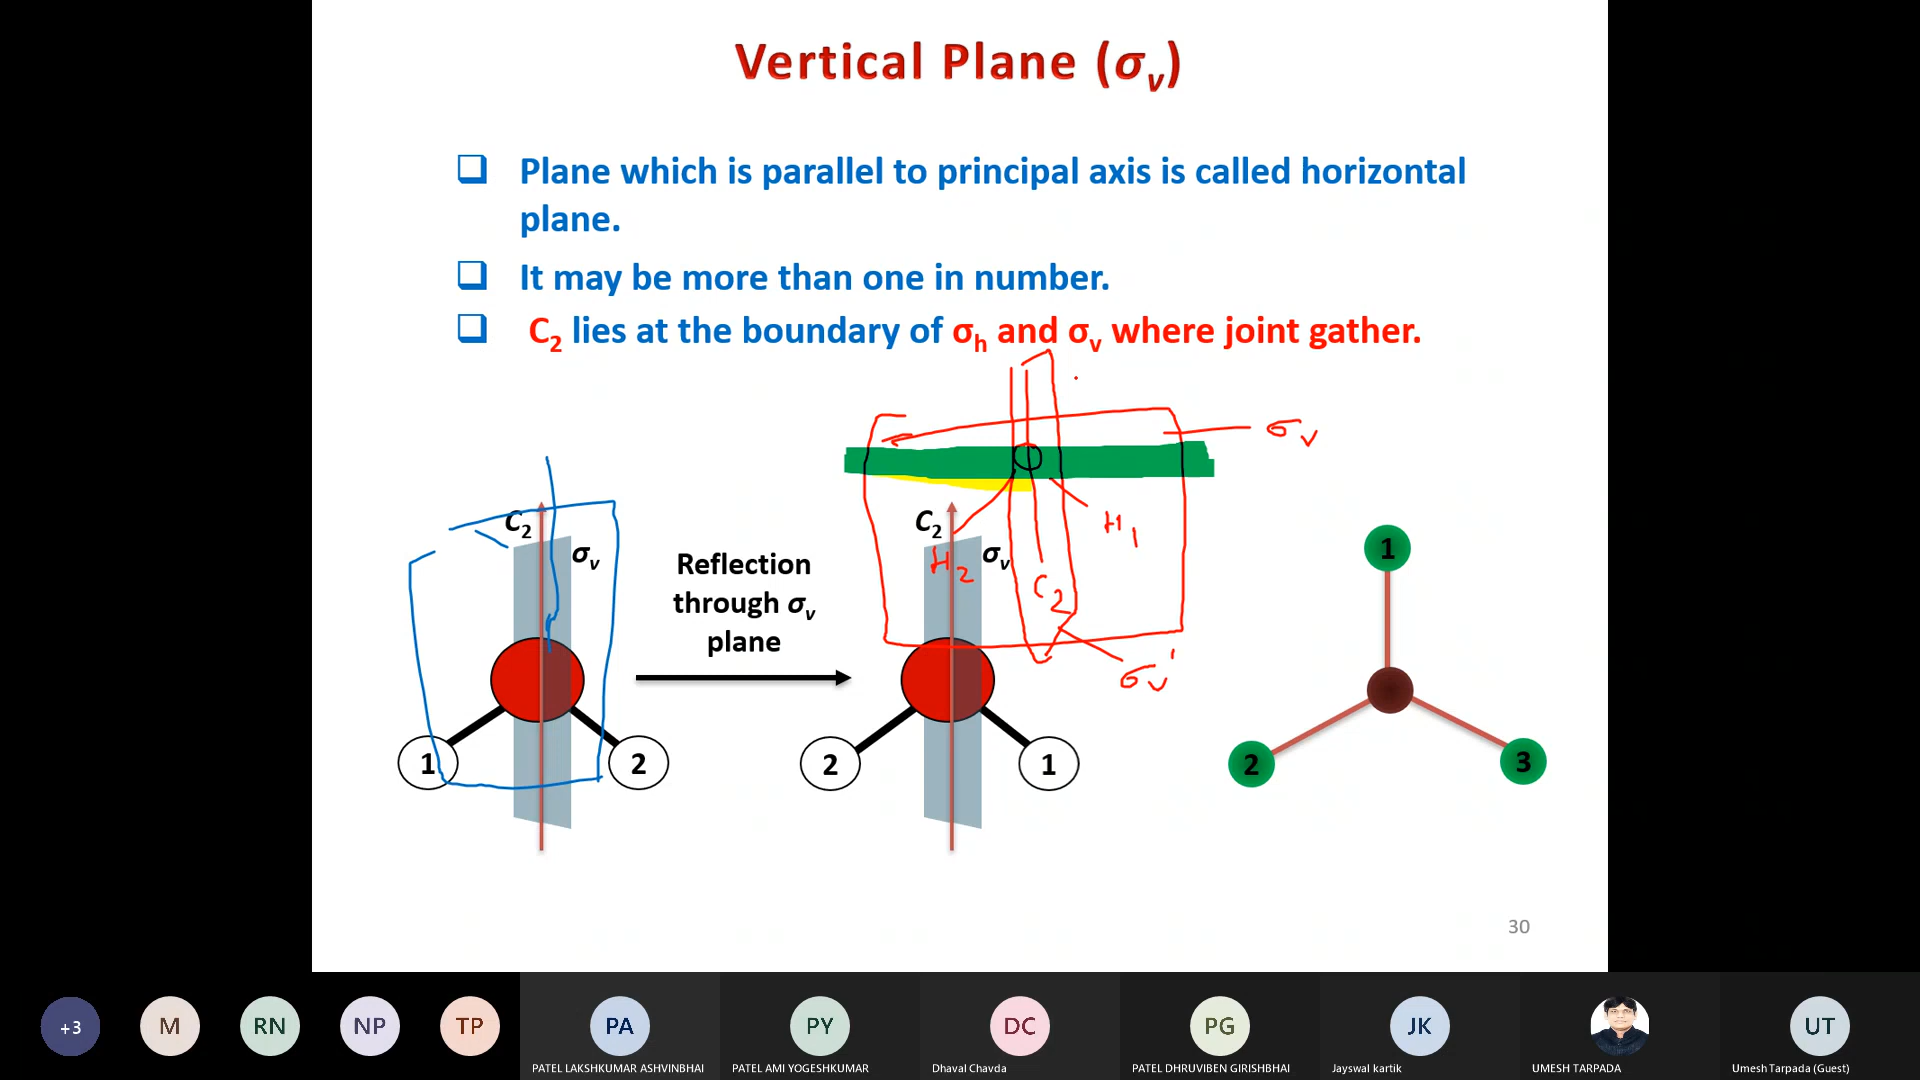 Vertical Plane (σv)
❑ Plane which is parallel to principal axis is called horizontal
plane.
❑ It may be more than one in number.
❑ C2 lies at the boundary of σh and σv where joint gather.
σv
C2
σv
Reflection
through σv
plane
C2
σv
H2
H1
C2
σv'
1
2
2
1
1
2
3
30
+3
M
RN
NP
TP
PA
PY
DC
PG
JK
UT
PATEL LAKSHKUMAR ASHVINBHAI
PATEL AMI YOGESHKUMAR
Dhaval Chavda
PATEL DHRUVIBEN GIRISHBHAI
Jayswal kartik
UMESH TARPADA
Umesh Tarpada (Guest)